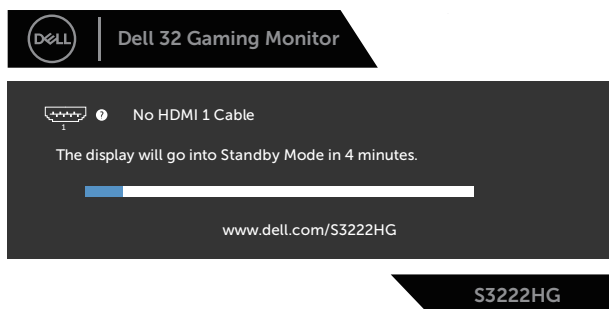 DELL
Dell 32 Gaming Monitor
? No HDMI 1 Cable
1
The display will go into Standby Mode in 4 minutes.
www.dell.com/S3222HG
S3222HG